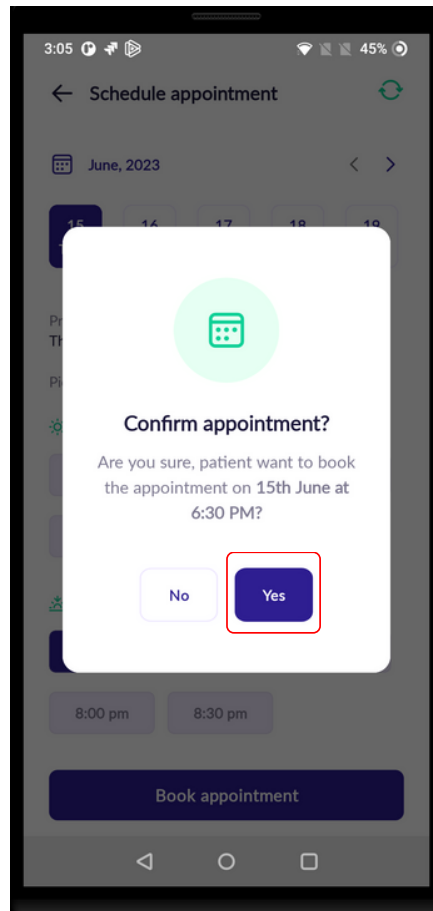 3:05 45%
Schedule appointment
June, 2023
15 16 17 18 19
Confirm appointment?
Are you sure, patient want to book
the appointment on 15th June at
6:30 PM?
No Yes
8:00 pm 8:30 pm
Book appointment